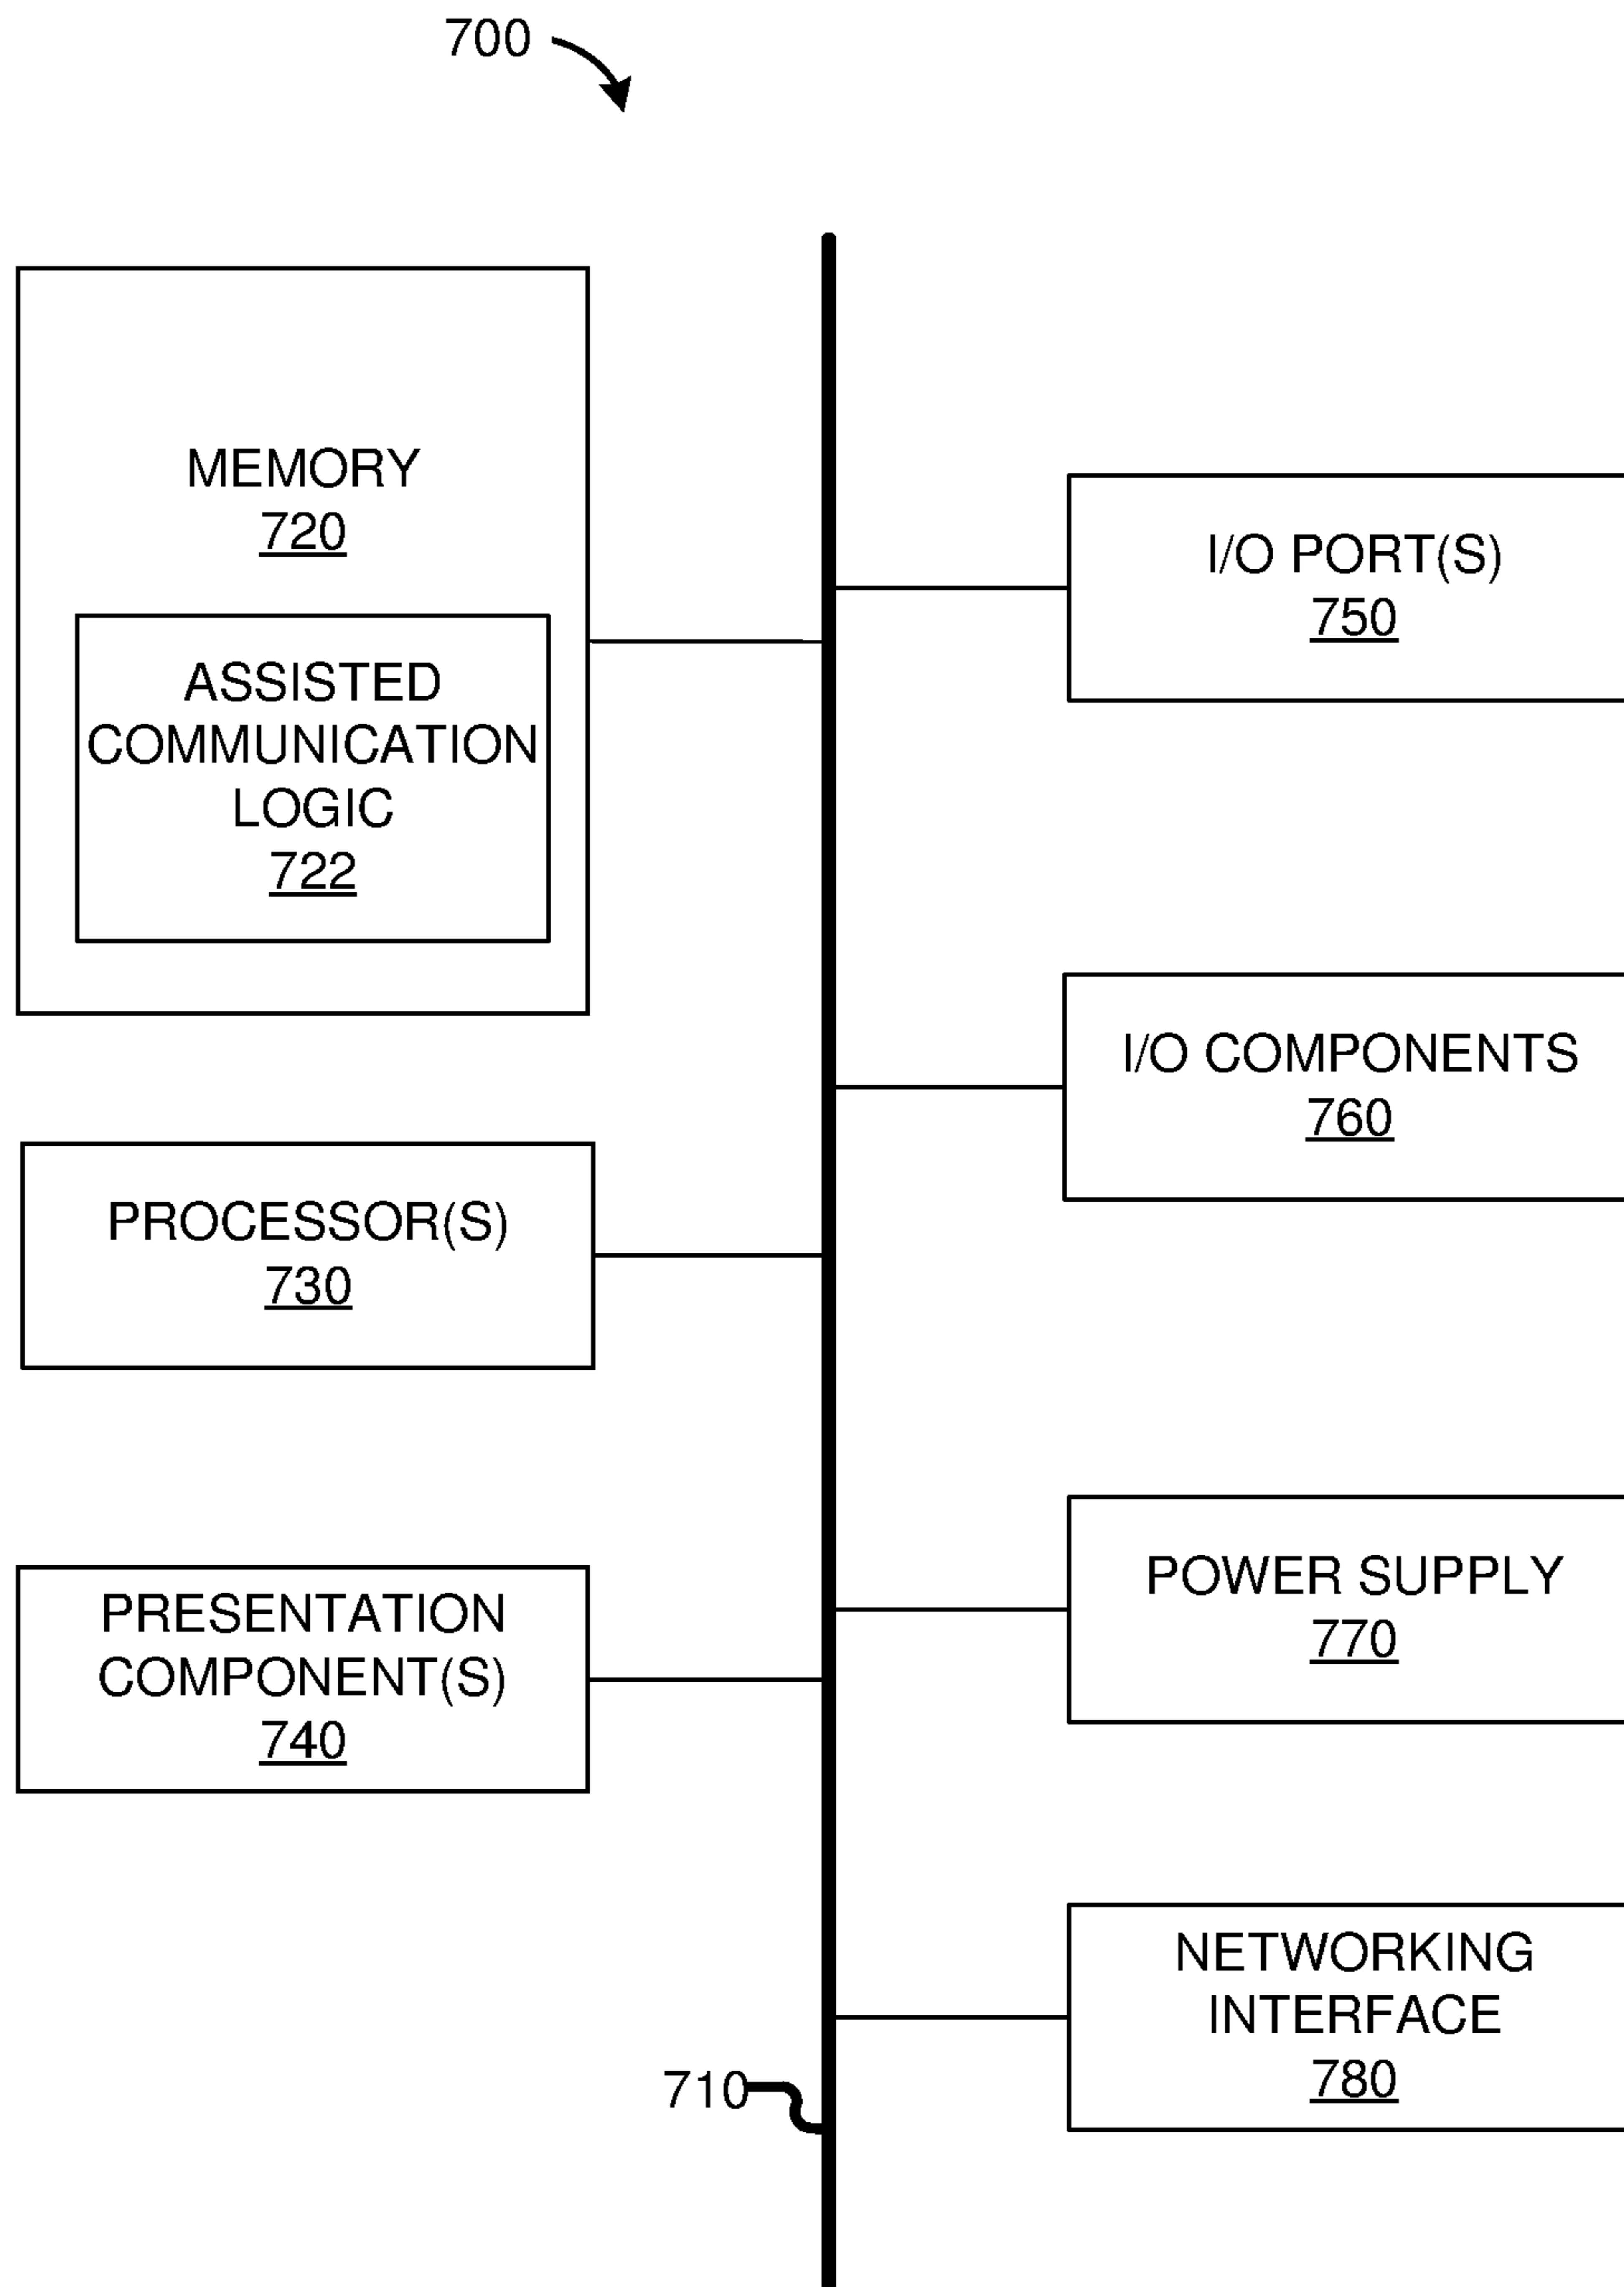 700
MEMORY
720
ASSISTED
COMMUNICATION
LOGIC
722
PROCESSOR(S)
730
PRESENTATION
COMPONENT(S)
740
I/O PORT(S)
750
I/O COMPONENTS
760
POWER SUPPLY
770
NETWORKING
INTERFACE
780
710